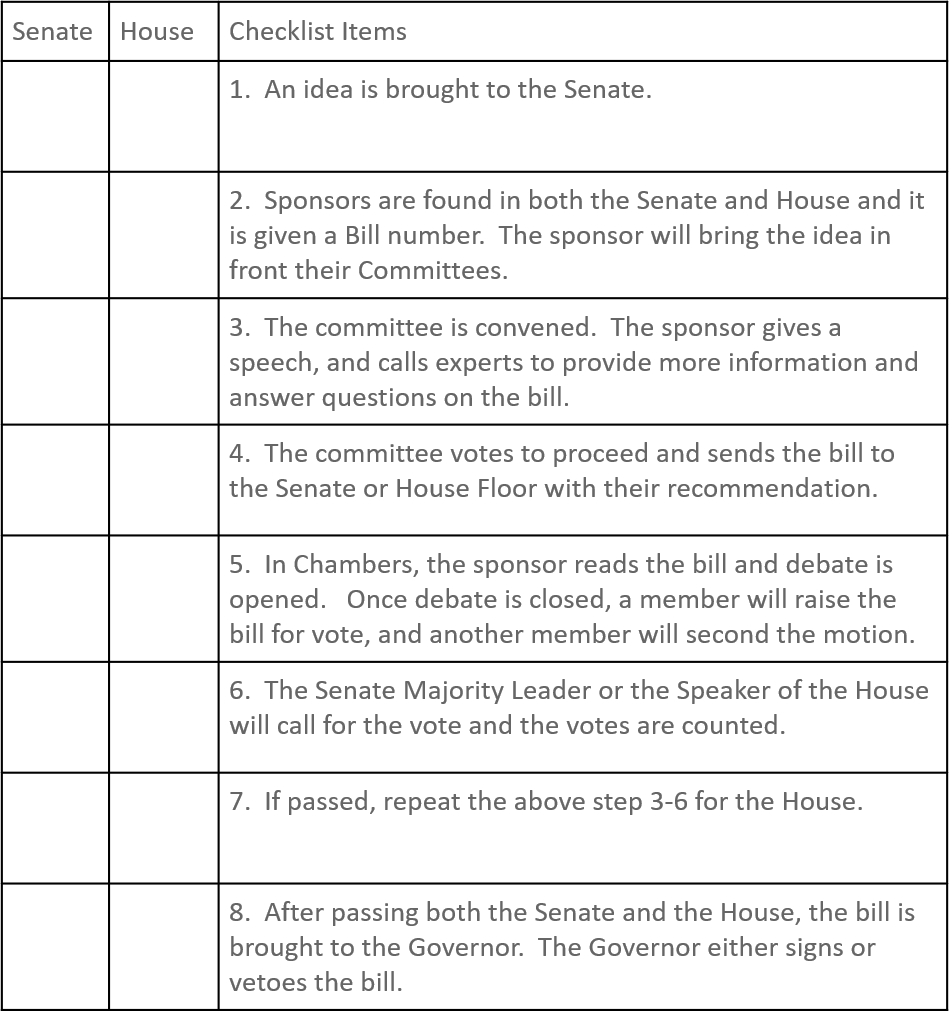 Senate House Checklist Items
1.  An idea is brought to the Senate.
2.  Sponsors are found in both the Senate and House and it
is given a Bill number.  The sponsor will bring the idea in
front their Committees.
3.  The committee is convened.  The sponsor gives a
speech, and calls experts to provide more information and
answer questions on the bill.
4.  The committee votes to proceed and sends the bill to
the Senate or House Floor with their recommendation.
5.  In Chambers, the sponsor reads the bill and debate is
opened.   Once debate is closed, a member will raise the
bill for vote, and another member will second the motion.
6.  The Senate Majority Leader or the Speaker of the House
will call for the vote and the votes are counted.
7.  If passed, repeat the above step 3-6 for the House.
8.  After passing both the Senate and the House, the bill is
brought to the Governor.  The Governor either signs or
vetoes the bill.